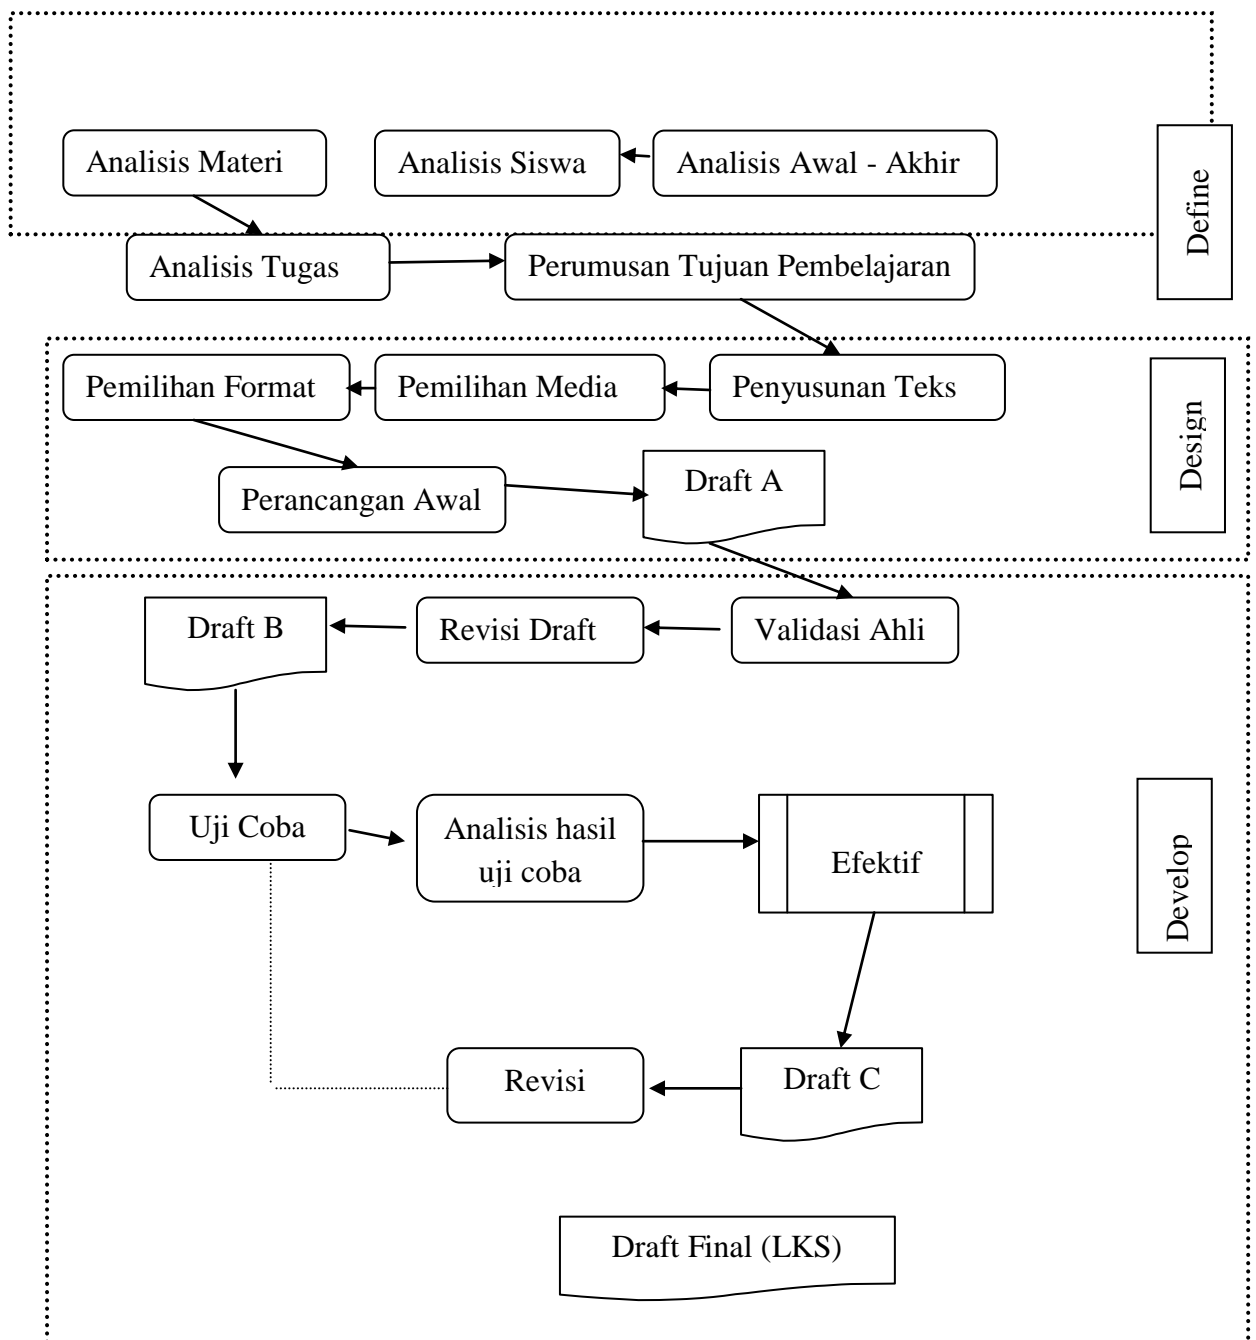 Analisis Materi
Analisis Siswa
Analisis Awal - Akhir
Define
Analisis Tugas
Perumusan Tujuan Pembelajaran
Pemilihan Format
Pemilihan Media
Penyusunan Teks
Design
Perancangan Awal
Draft A
Draft B
Revisi Draft
Validasi Ahli
Uji Coba
Analisis hasil
uji coba
Efektif
Develop
Revisi
Draft C
Draft Final (LKS)